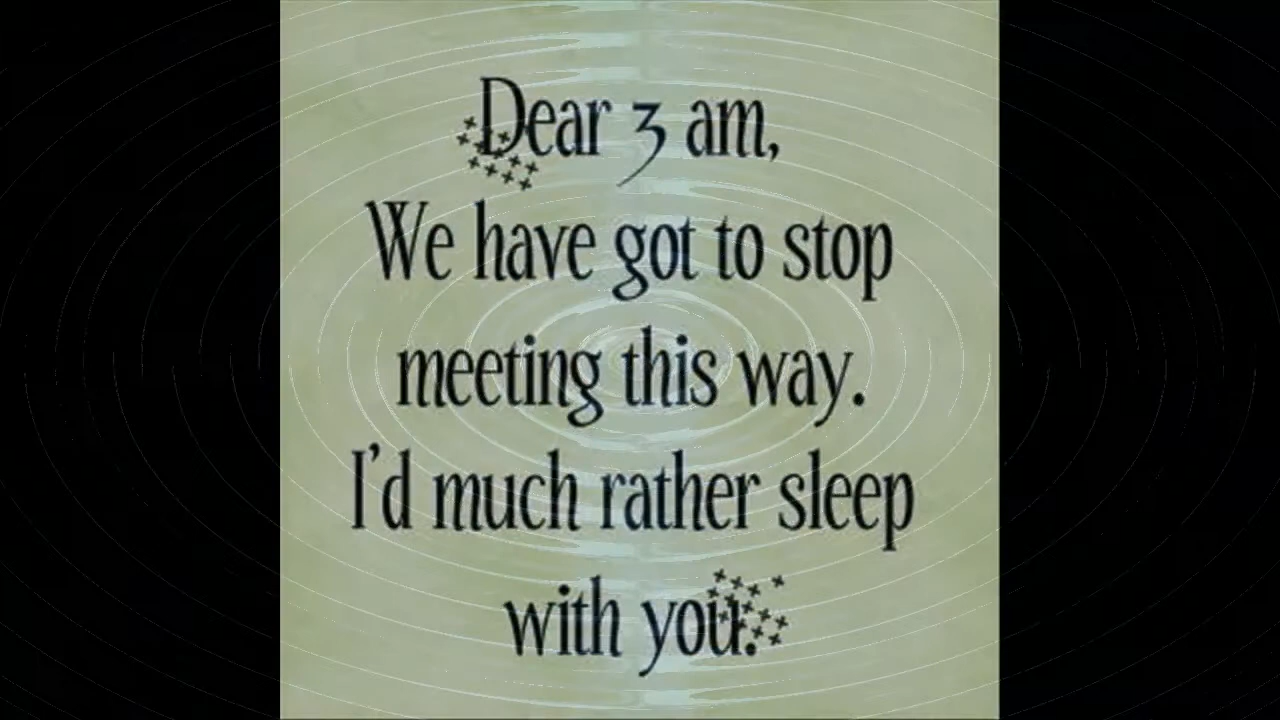 Dear 3 am,
We have got to stop
meeting this way.
I'd much rather sleep
with you.